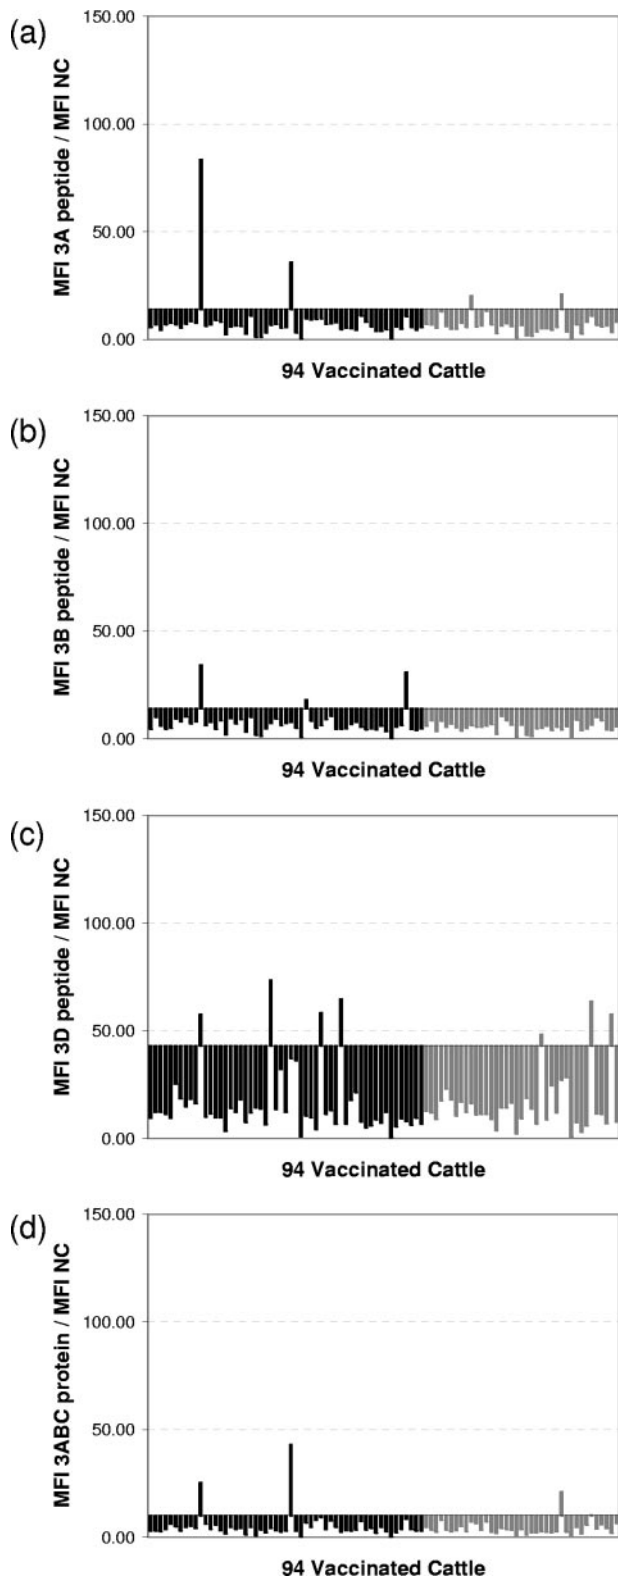 (a)
MFI 3A peptide / MFI NC
150.00
100.00
50.00
0.00
94 Vaccinated Cattle
(b)
MFI 3B peptide / MFI NC
150.00
100.00
50.00
0.00
94 Vaccinated Cattle
(c)
MFI 3D peptide / MFI NC
150.00
100.00
50.00
0.00
94 Vaccinated Cattle
(d)
MFI 3ABC protein / MFI NC
150.00
100.00
50.00
0.00
94 Vaccinated Cattle